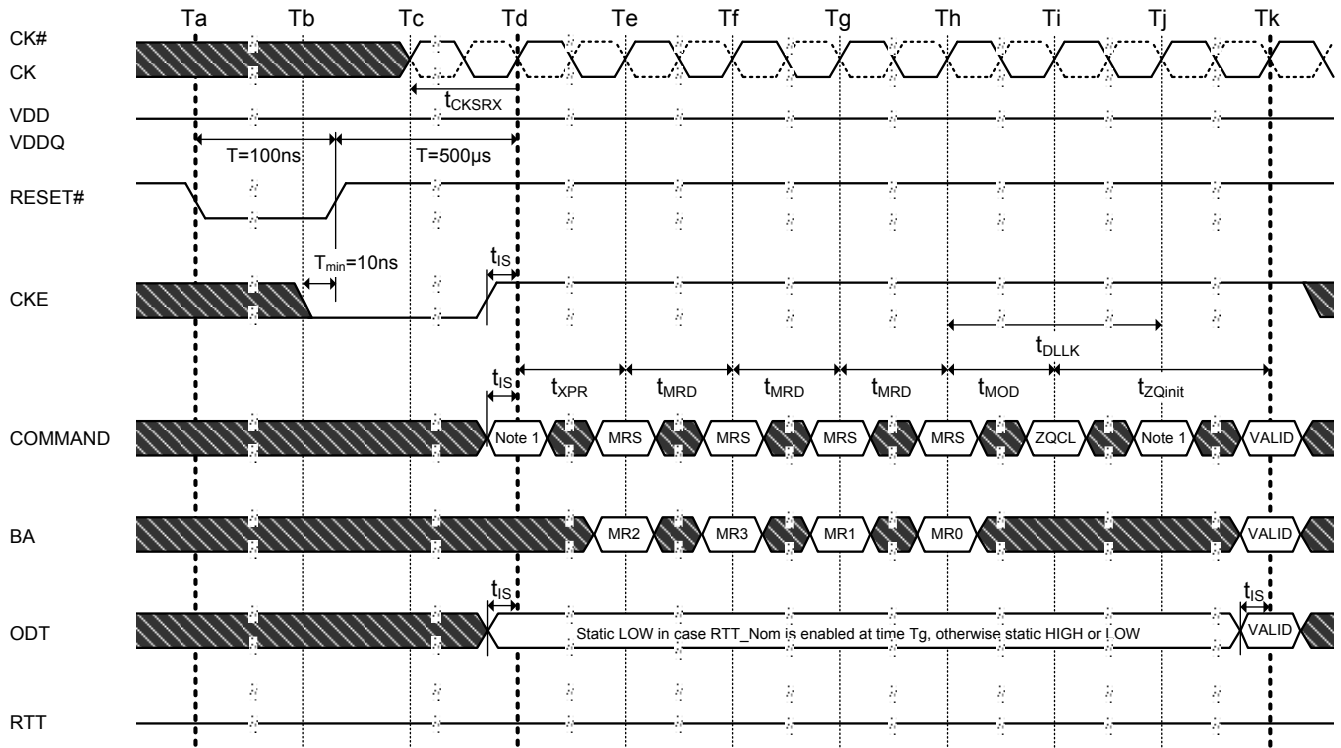 Ta Tb Tc Td Te Tf Tg Th Ti Tj Tk
CK#
CK
tCKSRX
VDD
VDDQ
T=100ns T=500µs
RESET#
Tmin=10ns tIS
CKE
tDLLK
tIS tXPR tMRD tMRD tMRD tMOD tZQinit
COMMAND Note 1 MRS MRS MRS MRS ZQCL Note 1 VALID
BA MR2 MR3 MR1 MR0 VALID
tIS tIS
ODT Static LOW in case RTT_Nom is enabled at time Tg, otherwise static HIGH or LOW VALID
RTT